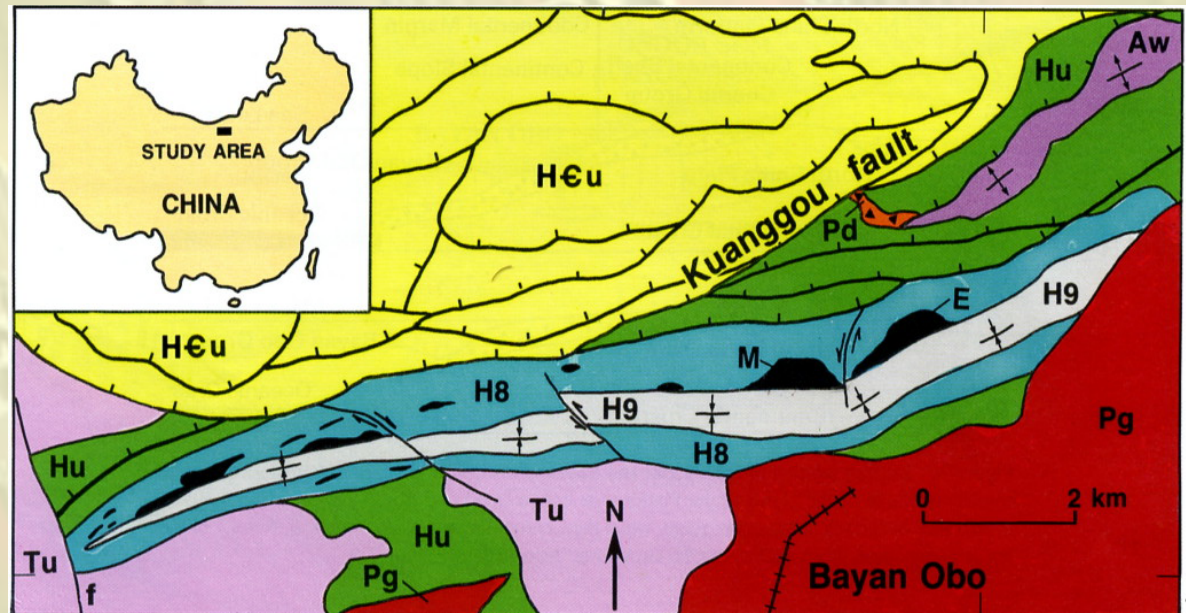 STUDY AREA
CHINA
Hu
Aw
H€u
Kuanggou fault
Pd
E
H9
H€u
M
H8
H9
Pg
Hu
H8
0 2 km
Tu N
Tu
Hu
Pg
Bayan Obo
f